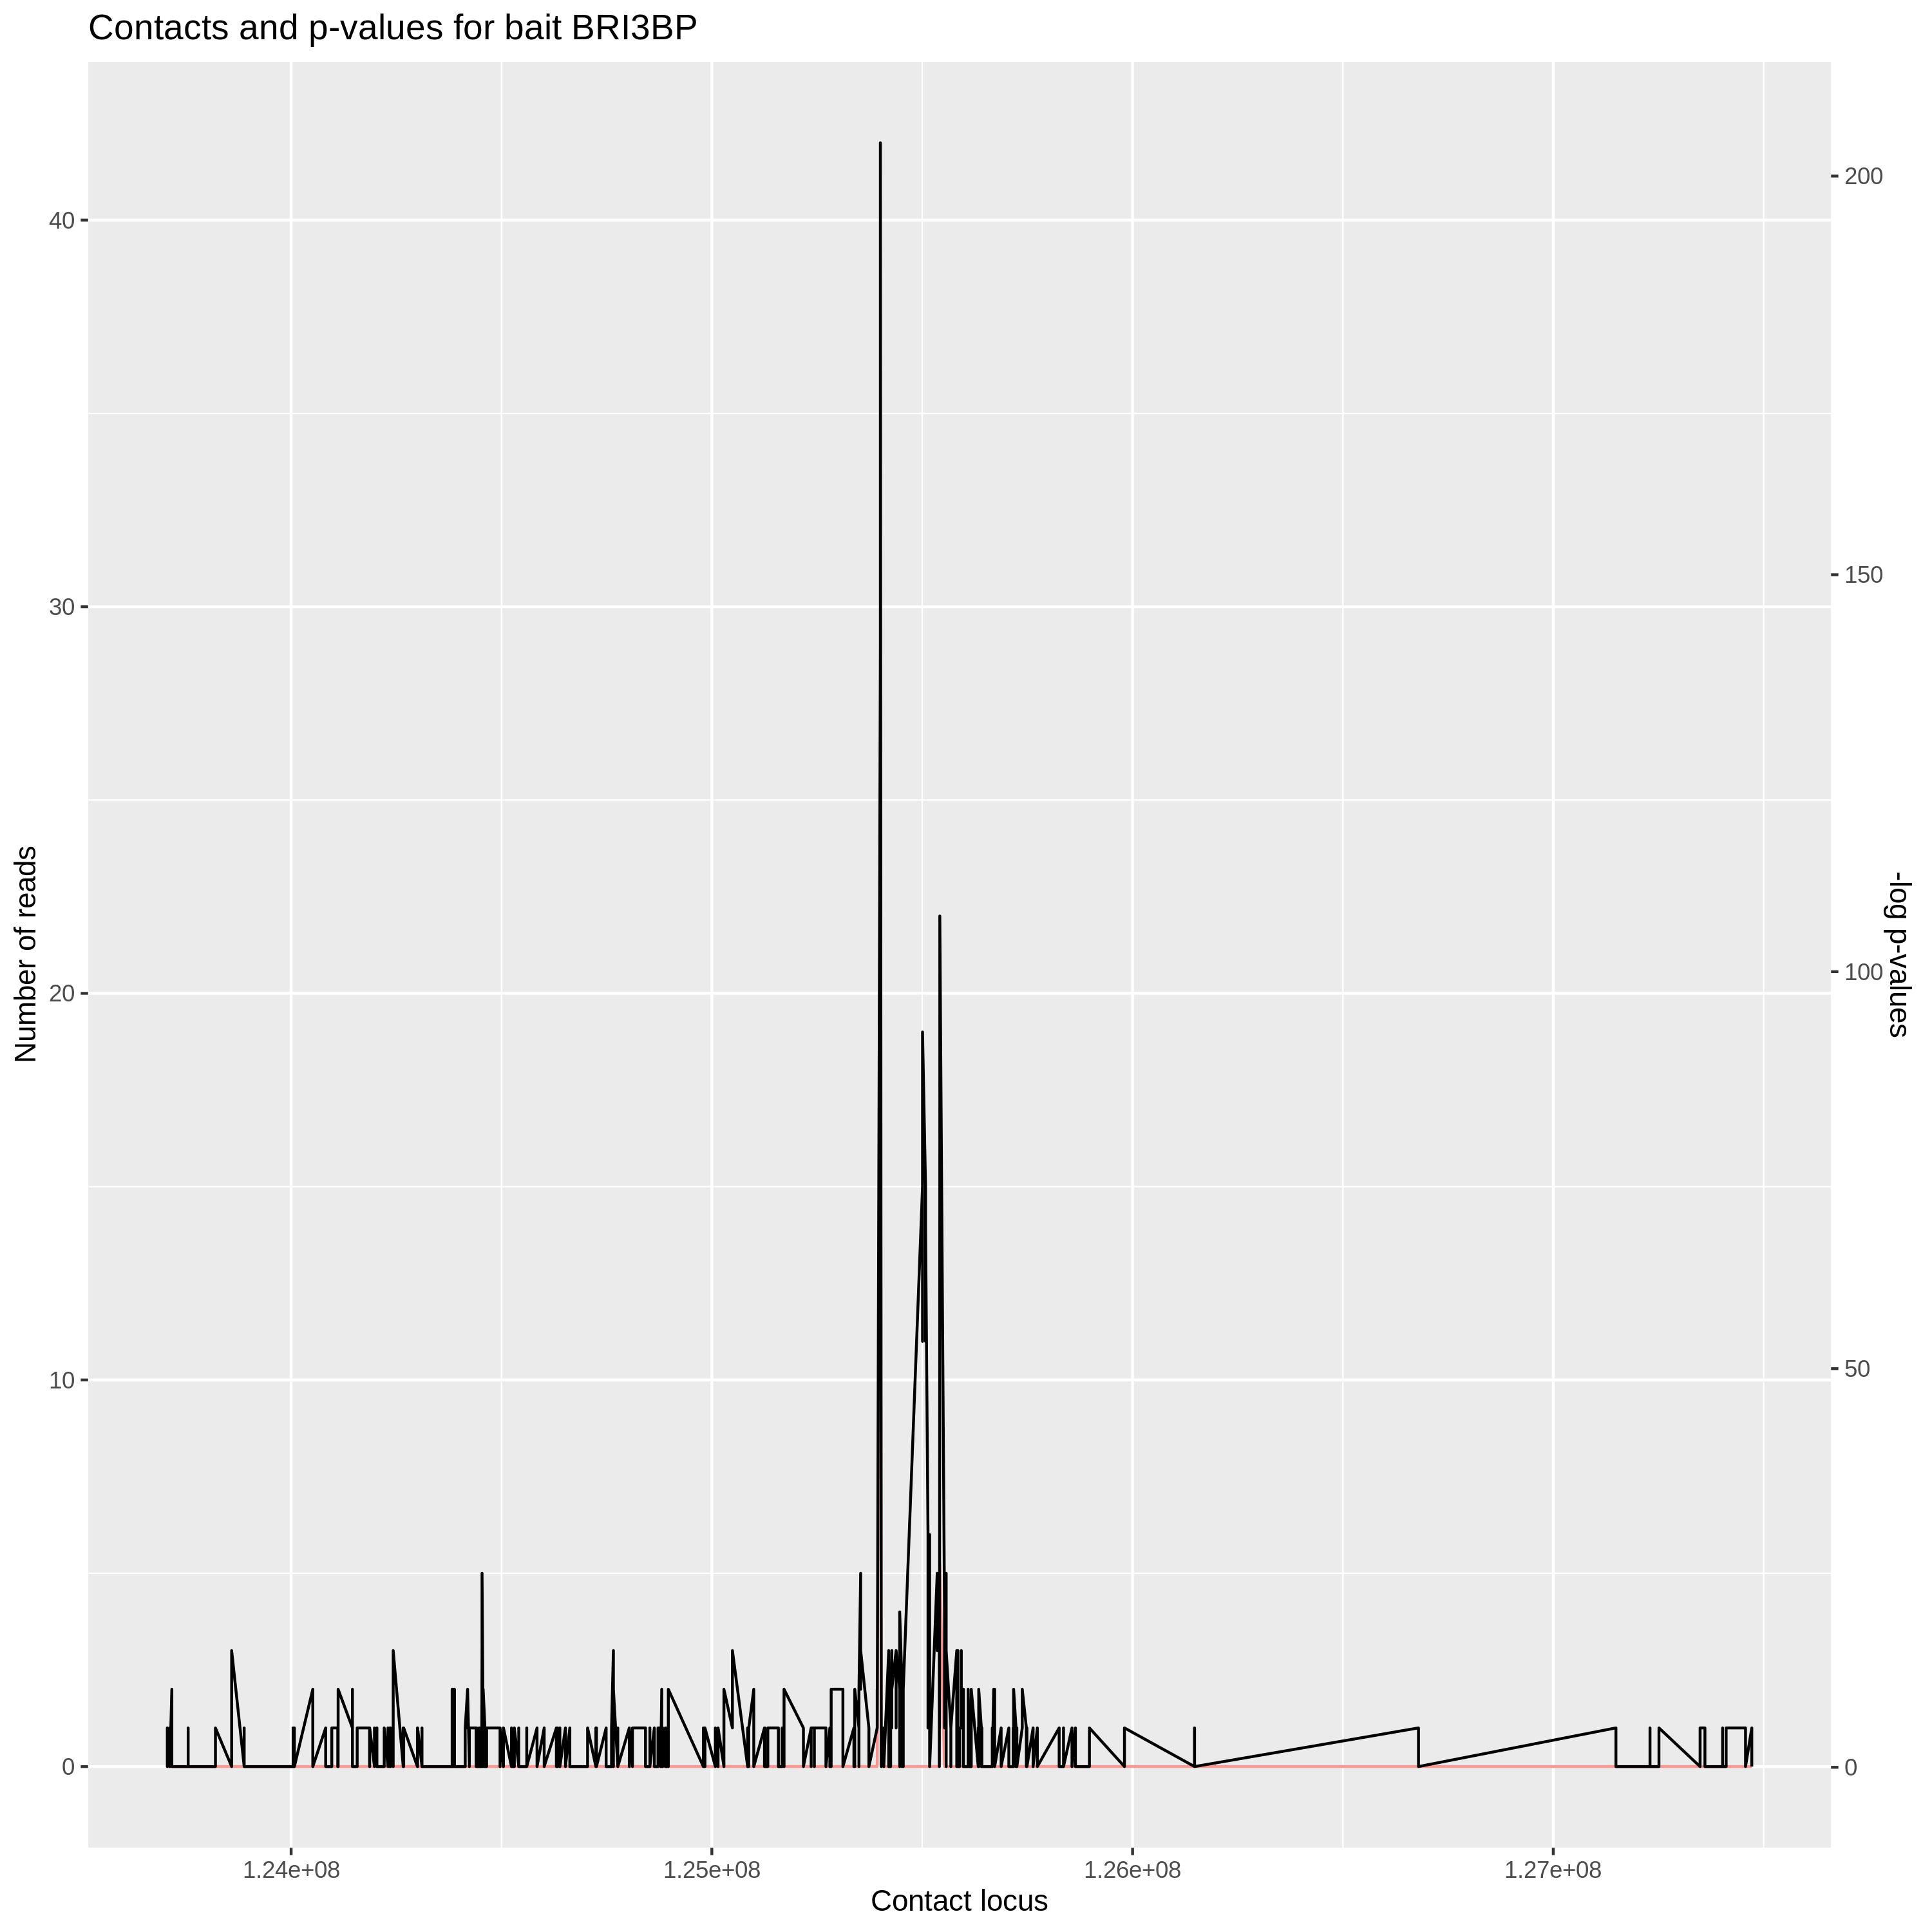 Contacts and p-values for bait BRI3BP
Number of reads
40
30
20
10
0
200
150
100
50
0
-log p-values
1.24e+08
1.25e+08
1.26e+08
1.27e+08
Contact locus